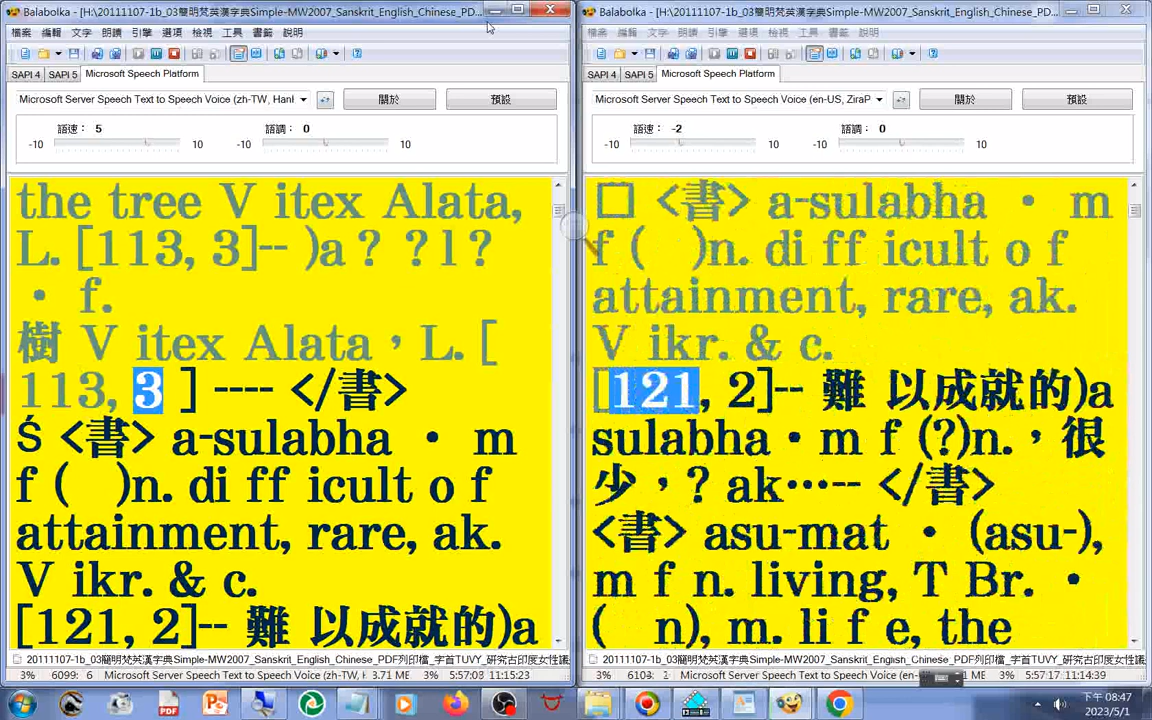 Balabolka - [H:\20111107-1b_03簡明梵英漢字典Simple-MW2007_Sanskrit_English_Chinese_PD...
檔案 編輯 文字 朗讀 引擎 選項 檢視 工具 書籤 說明
SAPI 4 SAPI 5 Microsoft Speech Platform
Microsoft Server Speech Text to Speech Voice (zh-TW, Hanl 關於 預設
語速： 5 語調： 0
-10 10 -10 10
the tree V itex Alata,
L. [113, 3]-- )a？ ？l？
• f.
樹 V itex Alata，L. [
113, 3 ] ---- </書>
Ś <書> a-sulabha • m
f ( )n. di ff icult o f
attainment, rare, ak.
V ikr. & c.
[121, 2]-- 難 以成就的)a
20111107-1b_03簡明梵英漢字典Simple-MW2007_Sanskrit_English_Chinese_PDF列印檔_字首TUVY_研究古印度女性議
3% 6099: 6 Microsoft Server Speech Text to Speech Voice (zh-TW, 3.71 MB 3% 5:57:03 11:15:23
Balabolka - [H:\20111107-1b_03簡明梵英漢字典Simple-MW2007_Sanskrit_English_Chinese_PDF...
檔案 編輯 文字 朗讀 引擎 選項 檢視 工具 書籤 說明
SAPI 4 SAPI 5 Microsoft Speech Platform
Microsoft Server Speech Text to Speech Voice (en-US, ZiraP 關於 預設
語速： -2 語調： 0
-10 10 -10 10
□ <書> a-sulabha • m
f ( )n. di ff icult o f
attainment, rare, ak.
V ikr. & c.
[121, 2]-- 難 以成就的)a
sulabha•m f (?)n.，很
少，? ak…-- </書>
<書> asu-mat • (asu-),
m f n. living, T Br. •
( n), m. li f e, the
20111107-1b_03簡明梵英漢字典Simple-MW2007_Sanskrit_English_Chinese_PDF列印檔_字首TUVY_研究古印度女性議
3% 6103: Microsoft Server Speech Text to Speech Voice 3% 5:57:17 11:14:39
下午 08:47
2023/5/1